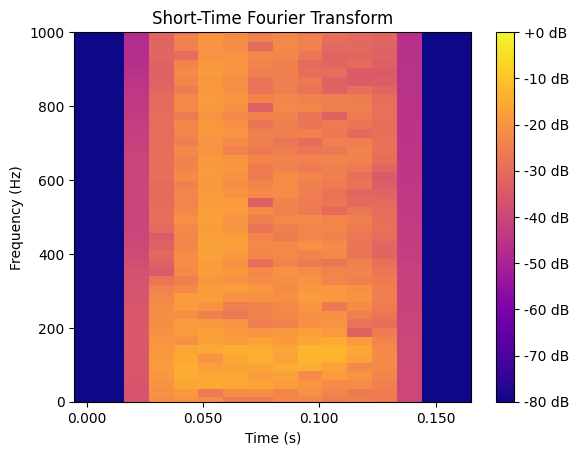 Short-Time Fourier Transform
Frequency (Hz)
1000
800
600
400
200
0
0.000
0.050
0.100
0.150
Time (s)
+0 dB
-10 dB
-20 dB
-30 dB
-40 dB
-50 dB
-60 dB
-70 dB
-80 dB